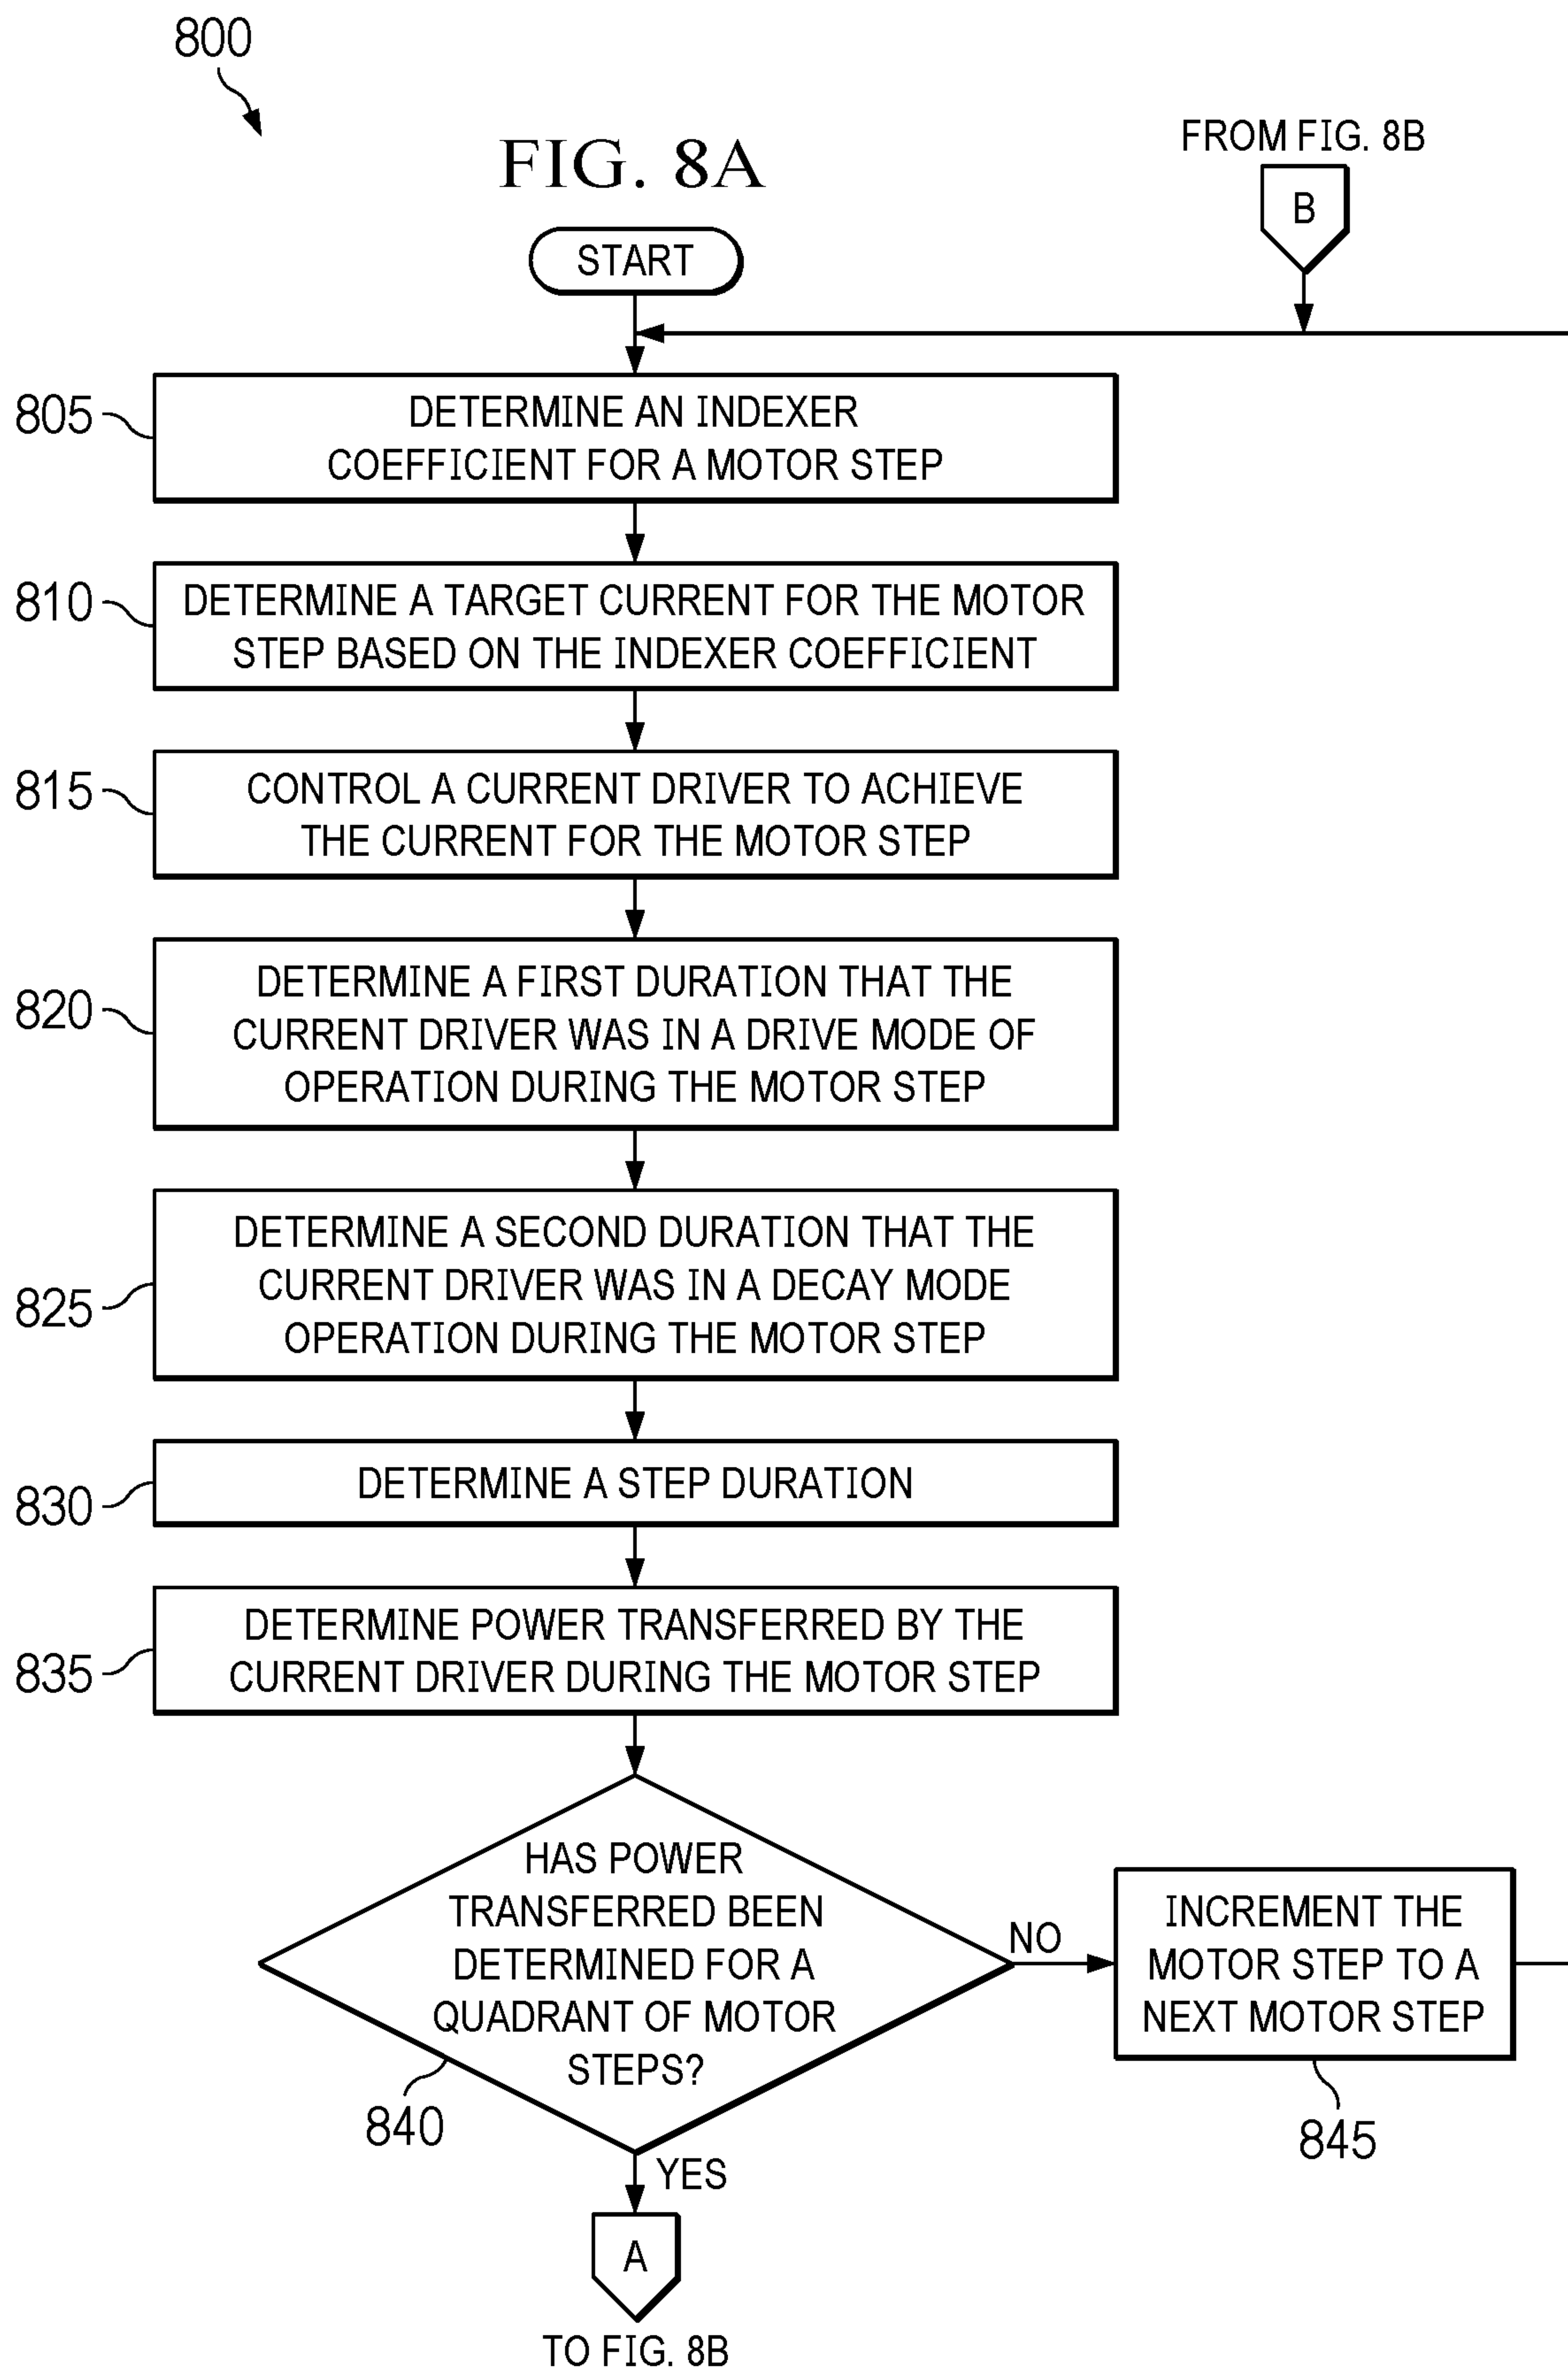 800
FIG. 8A
FROM FIG. 8B
B
START
805
DETERMINE AN INDEXER
COEFFICIENT FOR A MOTOR STEP
810
DETERMINE A TARGET CURRENT FOR THE MOTOR
STEP BASED ON THE INDEXER COEFFICIENT
815
CONTROL A CURRENT DRIVER TO ACHIEVE
THE CURRENT FOR THE MOTOR STEP
820
DETERMINE A FIRST DURATION THAT THE
CURRENT DRIVER WAS IN A DRIVE MODE OF
OPERATION DURING THE MOTOR STEP
825
DETERMINE A SECOND DURATION THAT THE
CURRENT DRIVER WAS IN A DECAY MODE
OPERATION DURING THE MOTOR STEP
830
DETERMINE A STEP DURATION
835
DETERMINE POWER TRANSFERRED BY THE
CURRENT DRIVER DURING THE MOTOR STEP
HAS POWER
TRANSFERRED BEEN
DETERMINED FOR A
QUADRANT OF MOTOR
STEPS?
840
NO
INCREMENT THE
MOTOR STEP TO A
NEXT MOTOR STEP
845
YES
A
TO FIG. 8B